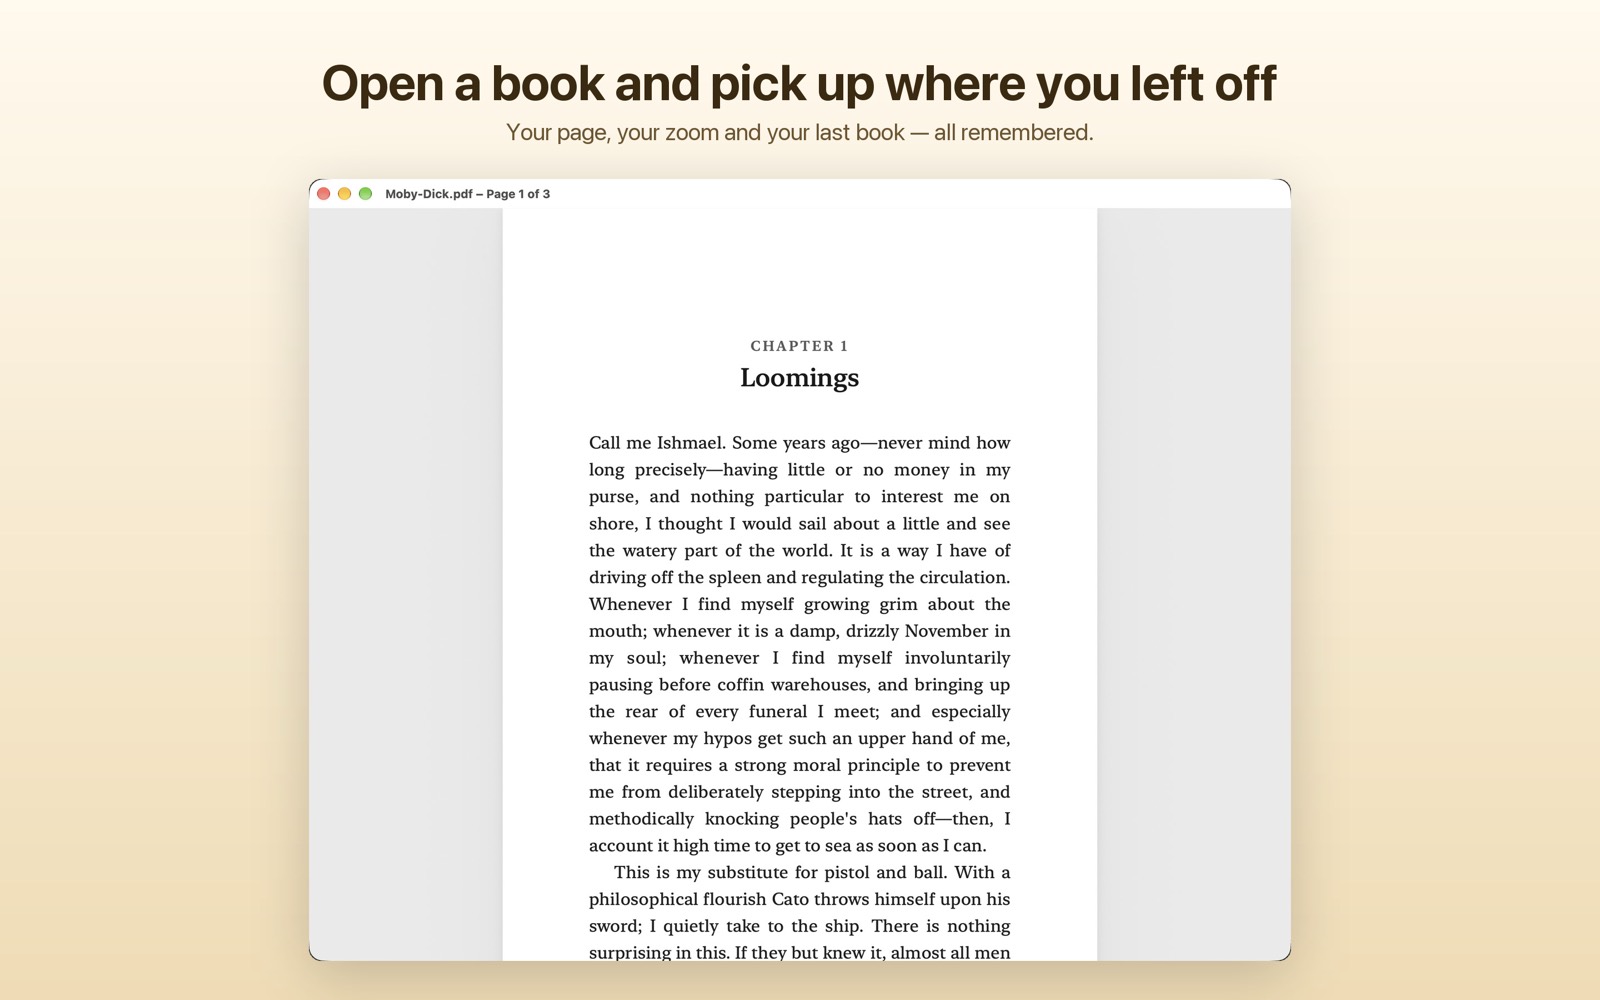 Open a book and pick up where you left off
Your page, your zoom and your last book — all remembered.
Moby-Dick.pdf – Page 1 of 3
CHAPTER 1
Loomings
Call me Ishmael. Some years ago—never mind how
long precisely—having little or no money in my
purse, and nothing particular to interest me on
shore, I thought I would sail about a little and see
the watery part of the world. It is a way I have of
driving off the spleen and regulating the circulation.
Whenever I find myself growing grim about the
mouth; whenever it is a damp, drizzly November in
my soul; whenever I find myself involuntarily
pausing before coffin warehouses, and bringing up
the rear of every funeral I meet; and especially
whenever my hypos get such an upper hand of me,
that it requires a strong moral principle to prevent
me from deliberately stepping into the street, and
methodically knocking people's hats off—then, I
account it high time to get to sea as soon as I can.
This is my substitute for pistol and ball. With a
philosophical flourish Cato throws himself upon his
sword; I quietly take to the ship. There is nothing
surprising in this. If they but knew it, almost all men